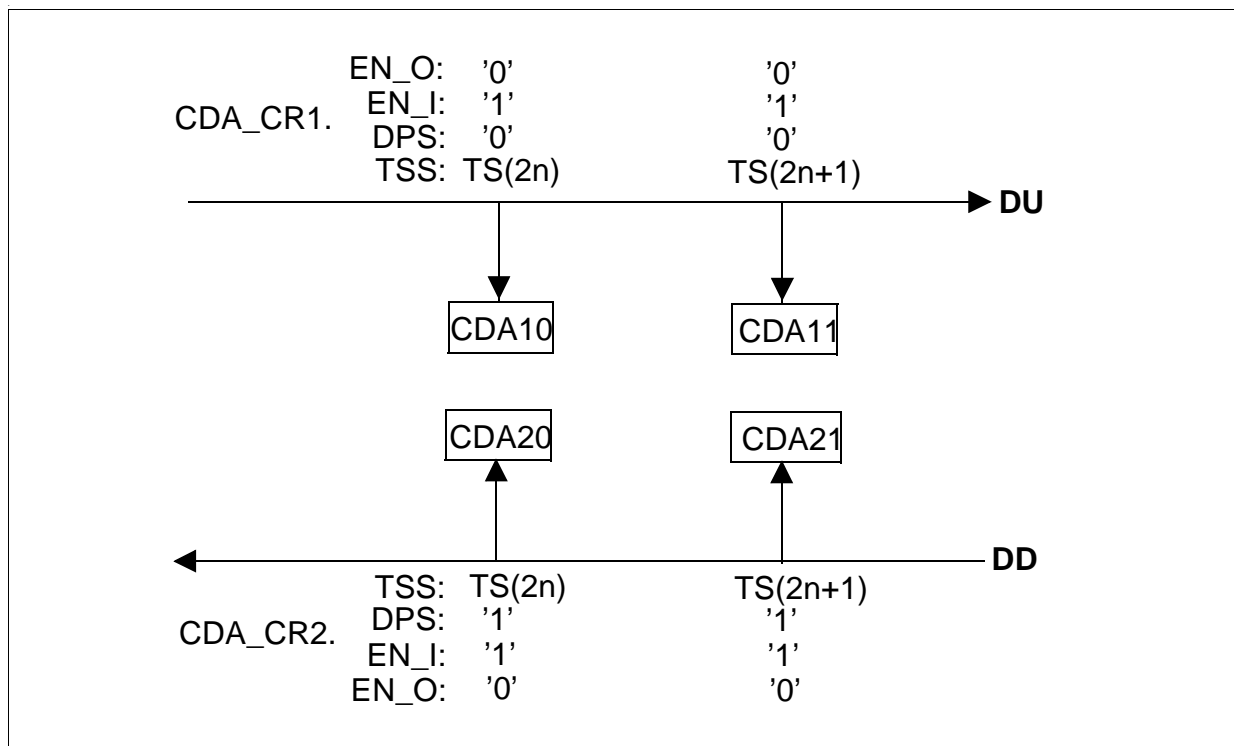 EN_O: '0' '0'
CDA_CR1. EN_I: '1' '1'
DPS: '0' '0'
TSS: TS(2n) TS(2n+1)
DU
CDA10 CDA11
CDA20 CDA21
DD
TSS: TS(2n) TS(2n+1)
DPS: '1' '1'
CDA_CR2. EN_I: '1' '1'
EN_O: '0' '0'